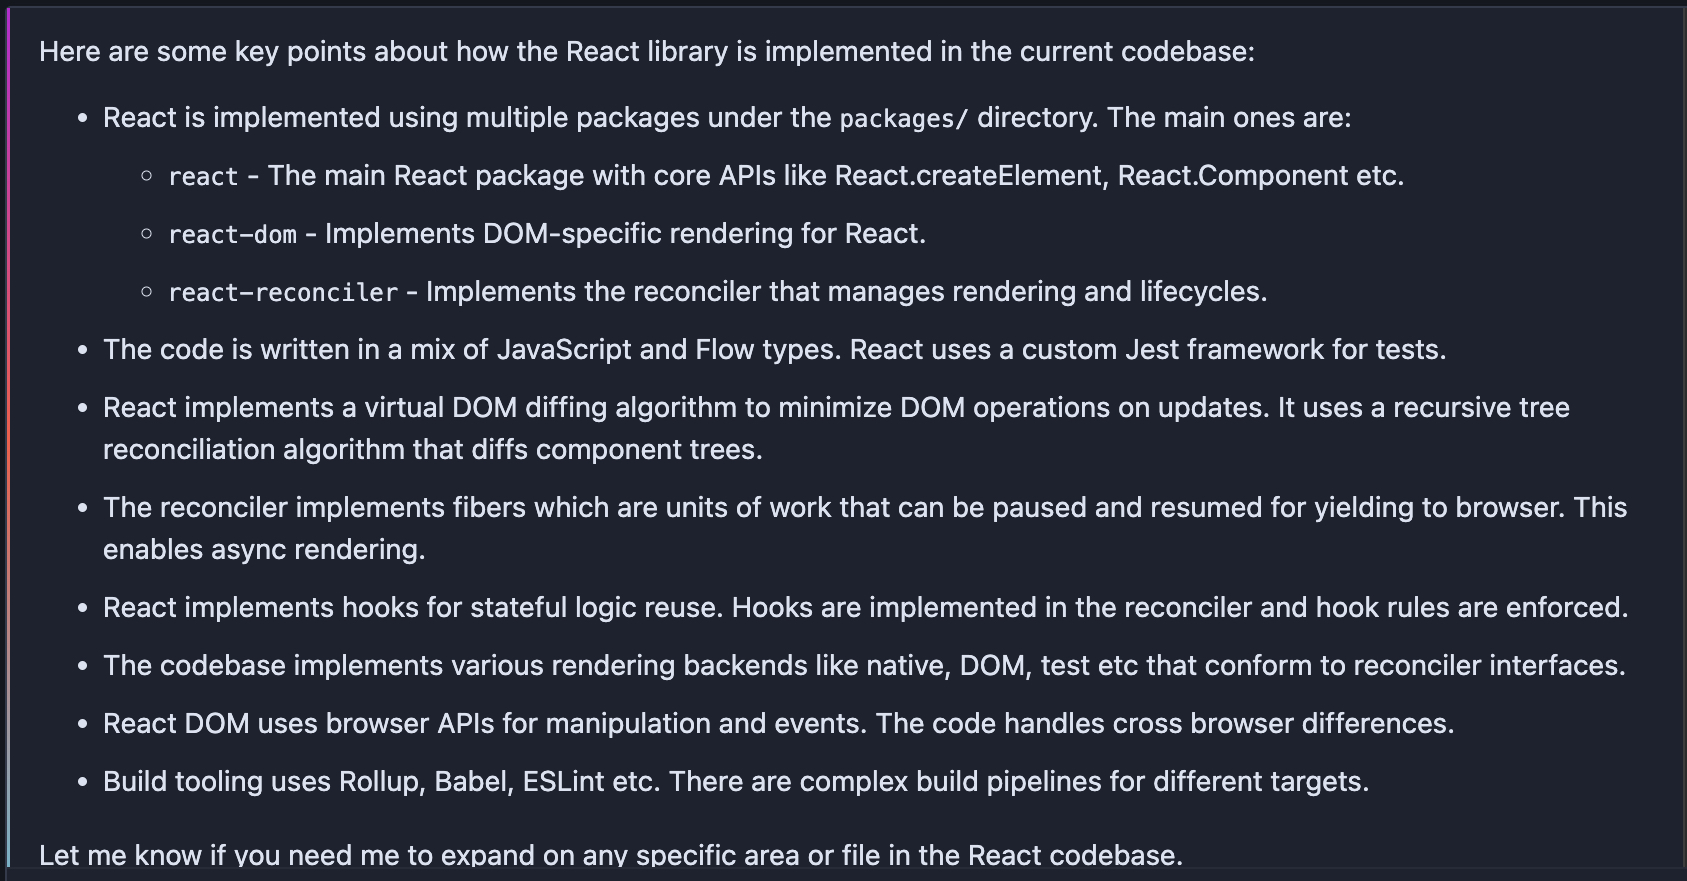 Here are some key points about how the React library is implemented in the current codebase:
• React is implemented using multiple packages under the packages/ directory. The main ones are:
◦ react - The main React package with core APIs like React.createElement, React.Component etc.
◦ react-dom - Implements DOM-specific rendering for React.
◦ react-reconciler - Implements the reconciler that manages rendering and lifecycles.
• The code is written in a mix of JavaScript and Flow types. React uses a custom Jest framework for tests.
• React implements a virtual DOM diffing algorithm to minimize DOM operations on updates. It uses a recursive tree
reconciliation algorithm that diffs component trees.
• The reconciler implements fibers which are units of work that can be paused and resumed for yielding to browser. This
enables async rendering.
• React implements hooks for stateful logic reuse. Hooks are implemented in the reconciler and hook rules are enforced.
• The codebase implements various rendering backends like native, DOM, test etc that conform to reconciler interfaces.
• React DOM uses browser APIs for manipulation and events. The code handles cross browser differences.
• Build tooling uses Rollup, Babel, ESLint etc. There are complex build pipelines for different targets.
Let me know if you need me to expand on any specific area or file in the React codebase.